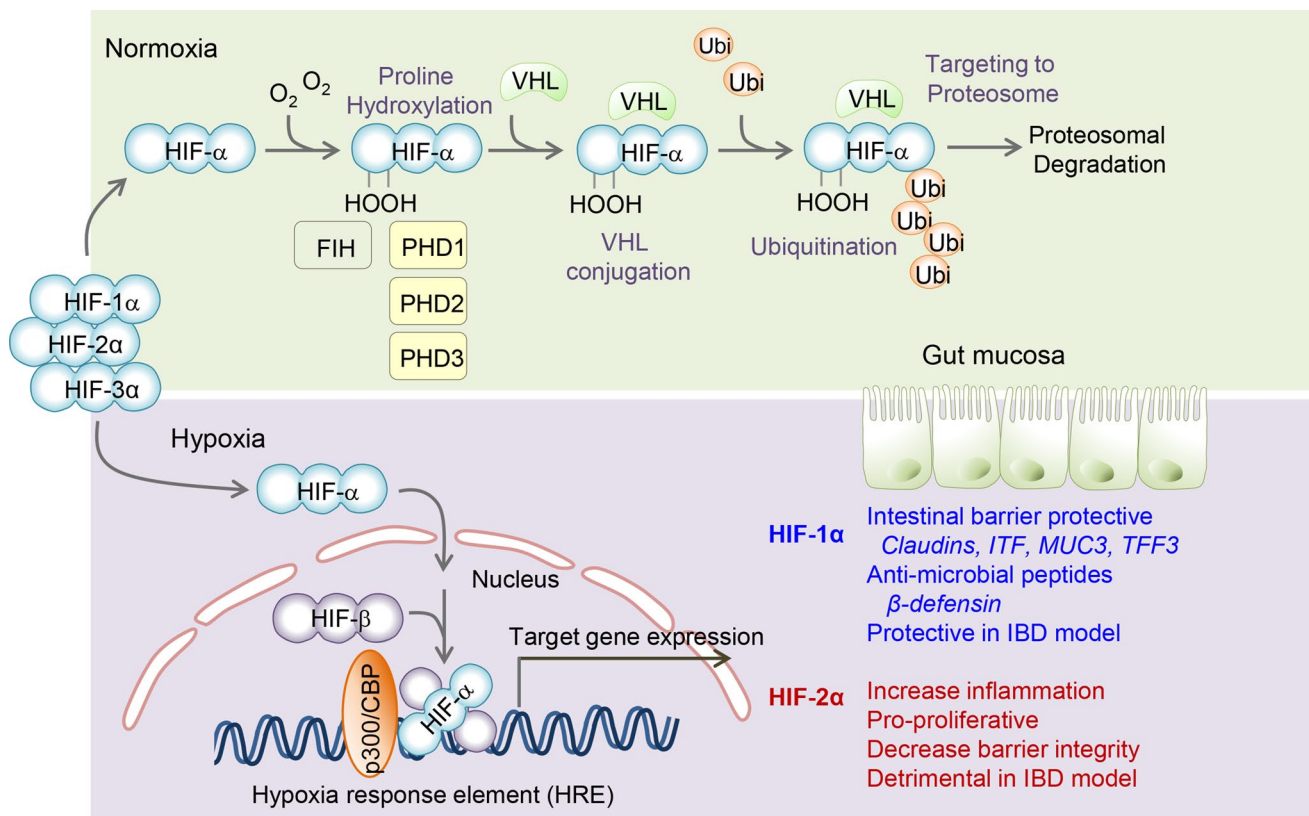 Normoxia
O2 O2
Proline
Hydroxylation
VHL
VHL
Ubi
Ubi
VHL
Targeting to
Proteosome
HIF-α
HIF-α
HIF-α
HIF-α
Proteosomal
Degradation
HOOH
HOOH
HOOH
Ubi
Ubi
Ubi
Ubi
FIH
PHD1
PHD2
PHD3
VHL
conjugation
Ubiquitination
HIF-1α
HIF-2α
HIF-3α
Gut mucosa
Hypoxia
HIF-α
Nucleus
HIF-β
Target gene expression
p300/CBP
HIF-α
Hypoxia response element (HRE)
HIF-1α
Intestinal barrier protective
Claudins, ITF, MUC3, TFF3
Anti-microbial peptides
β-defensin
Protective in IBD model
HIF-2α
Increase inflammation
Pro-proliferative
Decrease barrier integrity
Detrimental in IBD model